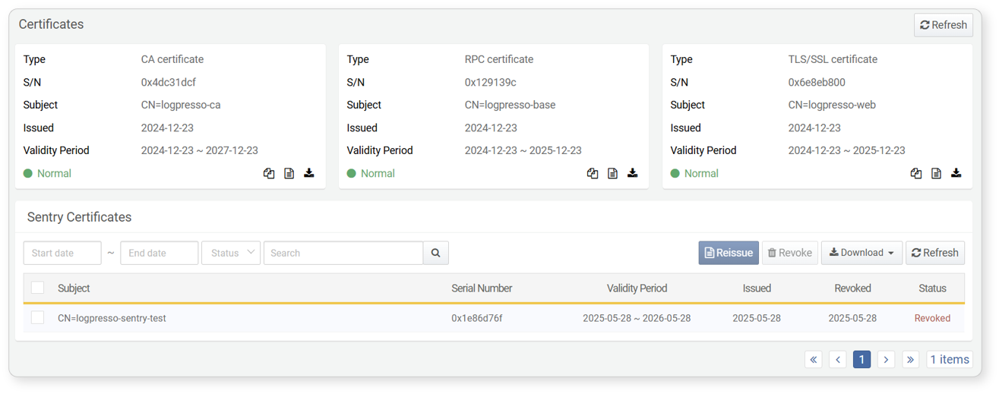 Certificates
Refresh
Type CA certificate
S/N 0x4dc31dcf
Subject CN=logpresso-ca
Issued 2024-12-23
Validity Period 2024-12-23 ~ 2027-12-23
Normal
Type RPC certificate
S/N 0x129139c
Subject CN=logpresso-base
Issued 2024-12-23
Validity Period 2024-12-23 ~ 2025-12-23
Normal
Type TLS/SSL certificate
S/N 0x6e8eb800
Subject CN=logpresso-web
Issued 2024-12-23
Validity Period 2024-12-23 ~ 2025-12-23
Normal
Sentry Certificates
Start date ~ End date Status Search Reissue Revoke Download Refresh
Subject Serial Number Validity Period Issued Revoked Status
CN=logpresso-sentry-test 0x1e86d76f 2025-05-28 ~ 2026-05-28 2025-05-28 2025-05-28 Revoked
« ‹ 1 › » 1 items